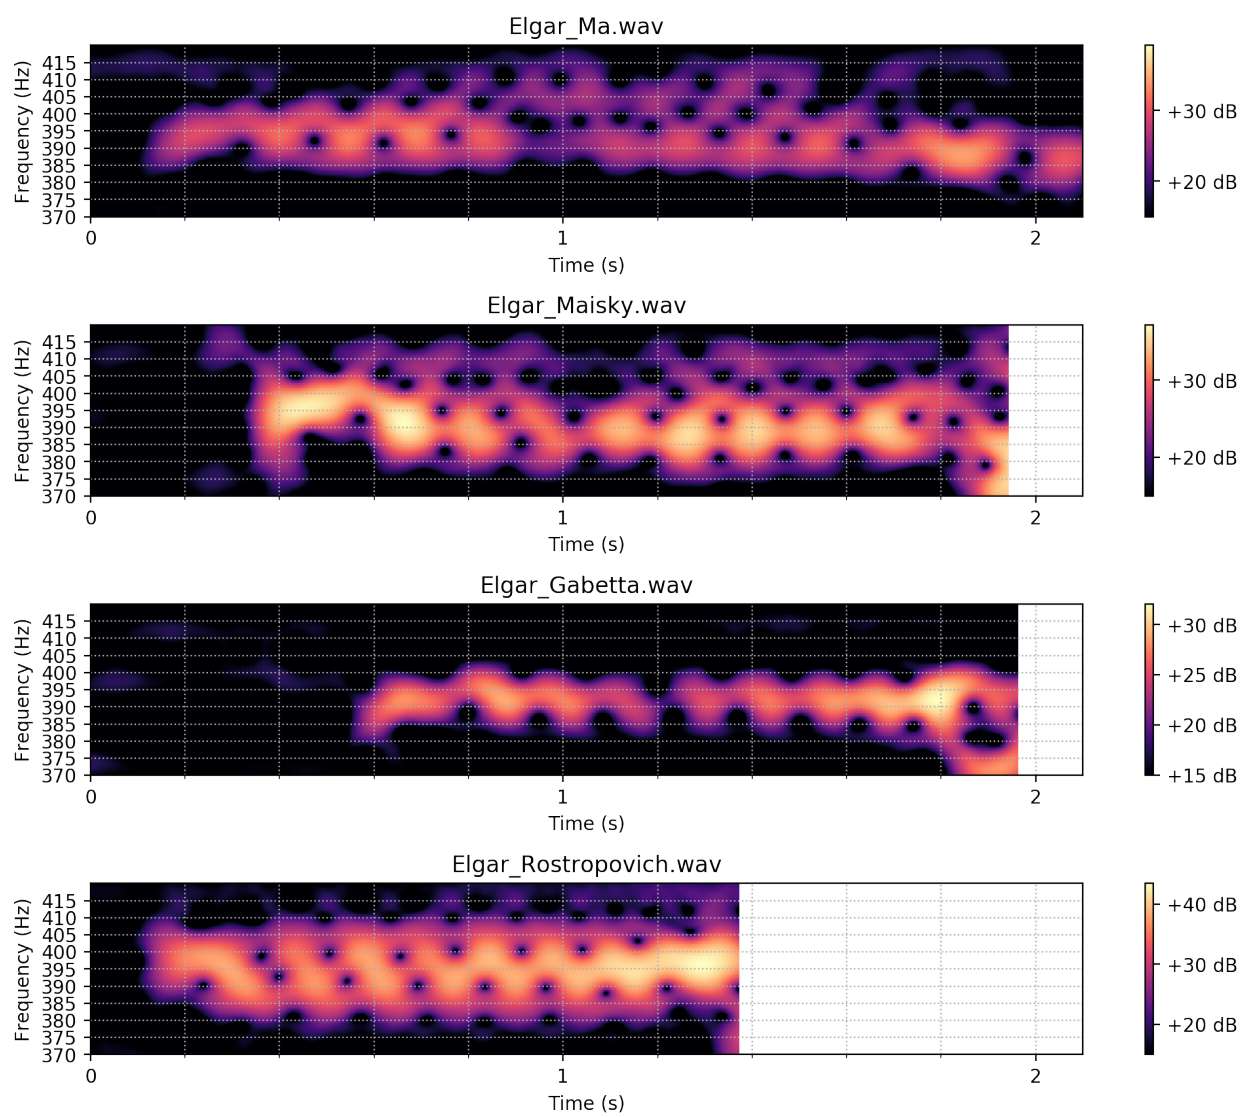 Elgar_Ma.wav
Frequency (Hz)
415
410
405
400
395
390
385
380
375
370
0
1
2
Time (s)
+30 dB
+20 dB
Elgar_Maisky.wav
Frequency (Hz)
415
410
405
400
395
390
385
380
375
370
0
1
2
Time (s)
+30 dB
+20 dB
Elgar_Gabetta.wav
Frequency (Hz)
415
410
405
400
395
390
385
380
375
370
0
1
2
Time (s)
+30 dB
+25 dB
+20 dB
+15 dB
Elgar_Rostropovich.wav
Frequency (Hz)
415
410
405
400
395
390
385
380
375
370
0
1
2
Time (s)
+40 dB
+30 dB
+20 dB